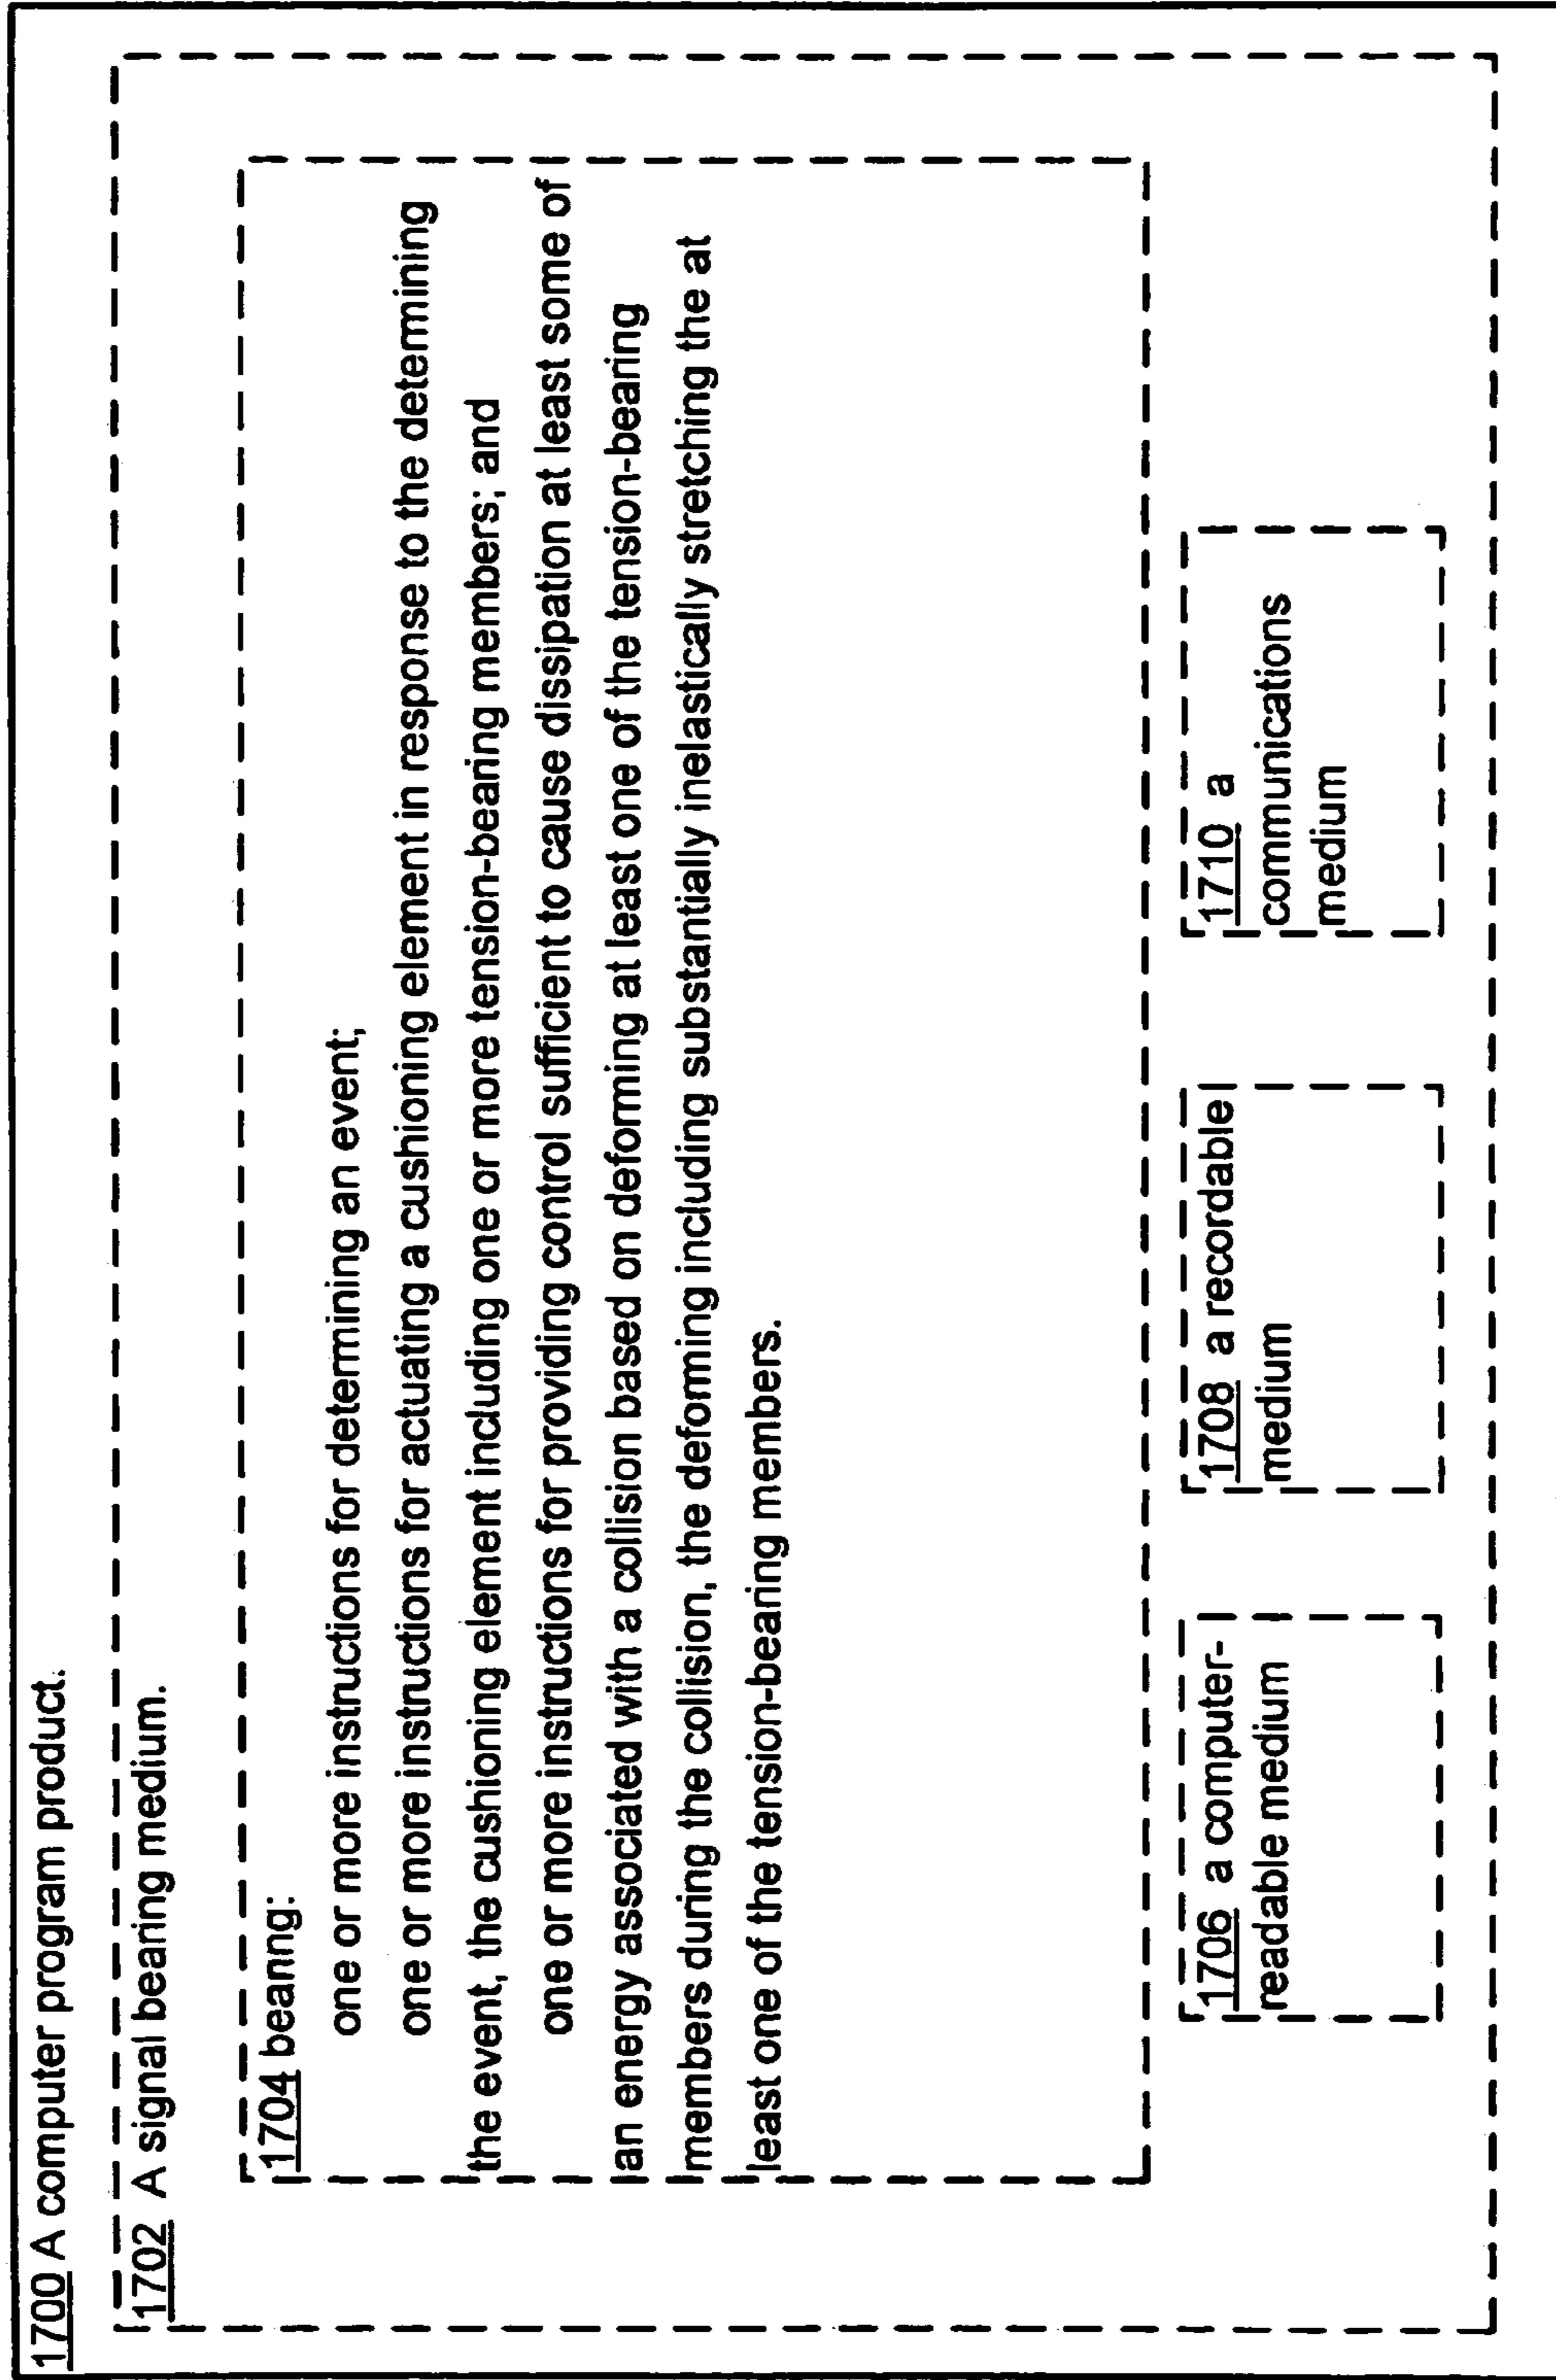 1700 A computer program product.
1702 A signal bearing medium.
1704 bearing:
one or more instructions for determining an event;
one or more instructions for actuating a cushioning element in response to the determining
the event, the cushioning element including one or more tension-bearing members; and
one or more instructions for providing control sufficient to cause dissipation at least some of
an energy associated with a collision based on deforming at least one of the tension-bearing
members during the collision, the deforming including substantially inelastically stretching the at
least one of the tension-bearing members.
1706 a computer-
readable medium
1708 a recordable
medium
1710 a
communications
medium